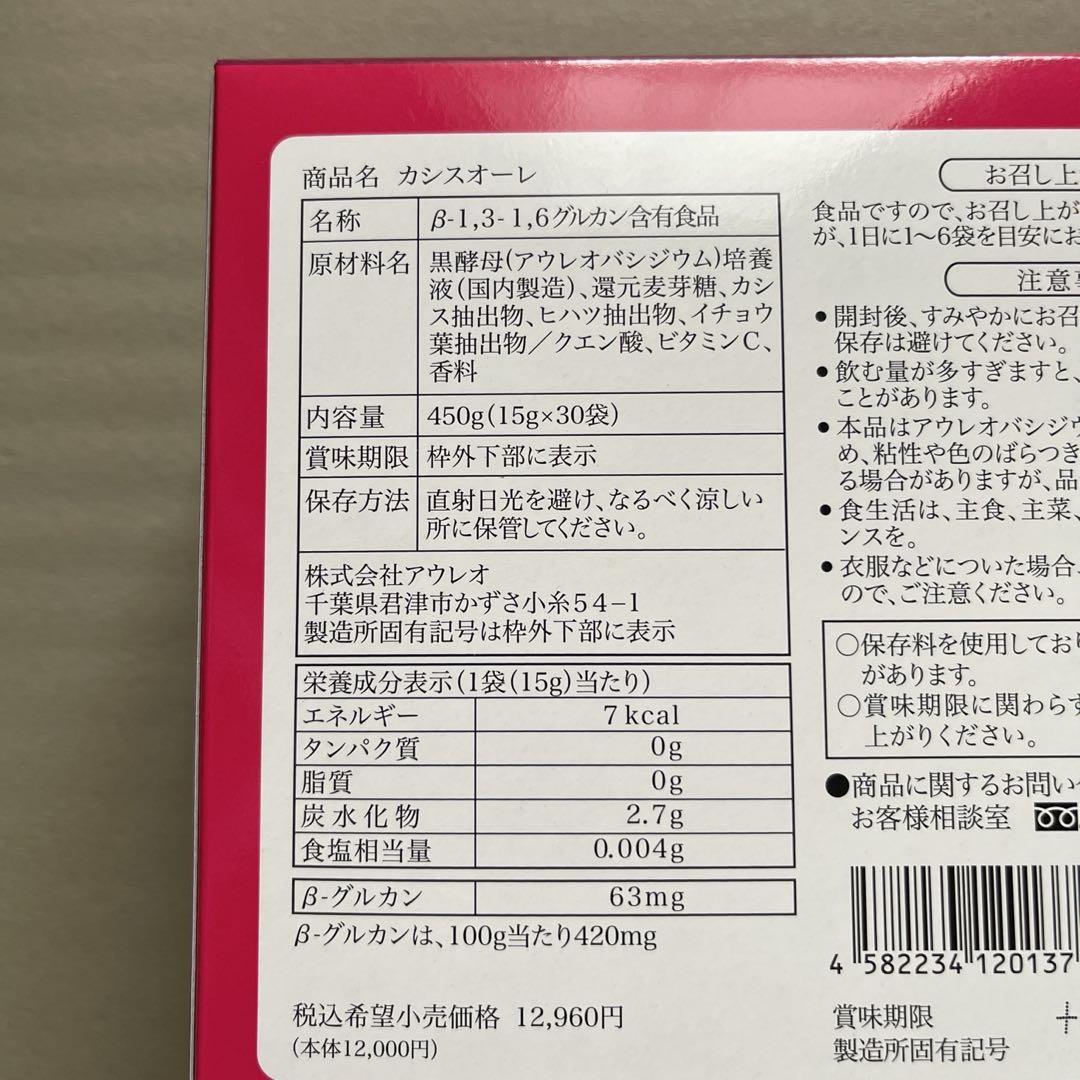 商品名 カシスオーレ
名称 β-1,3-1,6グルカン含有食品
原材料名 黒酵母(アウレオバシジウム)培養
液(国内製造)、還元麦芽糖、カシ
ス抽出物、ヒハツ抽出物、イチョウ
葉抽出物／クエン酸、ビタミンC、
香料
内容量 450g(15g×30袋)
賞味期限 枠外下部に表示
保存方法 直射日光を避け、なるべく涼しい
所に保管してください。
株式会社アウレオ
千葉県君津市かずさ小糸54-1
製造所固有記号は枠外下部に表示
栄養成分表示(1袋(15g)当たり)
エネルギー 7kcal
タンパク質 0g
脂質 0g
炭水化物 2.7g
食塩相当量 0.004g
β-グルカン 63mg
β-グルカンは、100g当たり420mg
税込希望小売価格 12,960円
(本体12,000円)
お召し上
食品ですので、お召し上が
が、1日に1〜6袋を目安にお
注意
●開封後、すみやかにお召
保存は避けてください。
●飲む量が多すぎますと、
ことがあります。
●本品はアウレオバシジウ
め、粘性や色のばらつき
る場合がありますが、品
●食生活は、主食、主菜、
ンスを。
●衣服などについた場合、
ので、ご注意ください。
○保存料を使用しており
があります。
○賞味期限に関わらず
上がりください。
●商品に関するお問い
お客様相談室
4 582234 120137
賞味期限
製造所固有記号